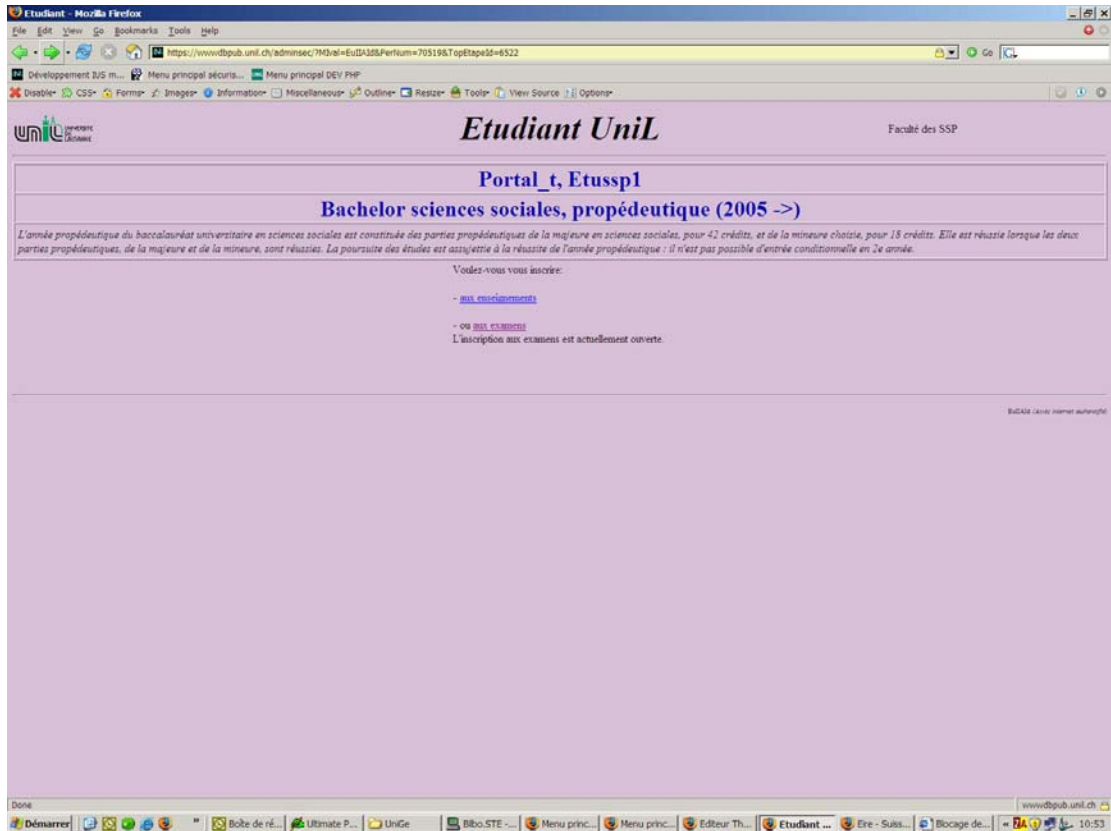 Etudiant - Mozilla Firefox
File Edit View Go Bookmarks Tools Help
https://wwwdbpub.unil.ch/adminsec/?MIval=EuIIAId&PerNum=70519&TopEtapeId=6522
Go
Développement IUS m... Menu principal sécuris... Menu principal DEV PHP
Disable CSS Forms Images Information Miscellaneous Outline Resize Tools View Source Options
UNIL Etudiant UniL Faculté des SSP
Portal_t, Etussp1
Bachelor sciences sociales, propédeutique (2005 ->)
L'année propédeutique du baccalauréat universitaire en sciences sociales est constituée des parties propédeutiques de la majeure en sciences sociales, pour 42 crédits, et de la mineure choisie, pour 18 crédits. Elle est réussie lorsque les deux
parties propédeutiques, de la majeure et de la mineure, sont réussies. La poursuite des études est assujettie à la réussite de l'année propédeutique : il n'est pas possible d'entrée conditionnelle en 2e année.
Voulez-vous vous inscrire:
- aux enseignements
- ou aux examens
L'inscription aux examens est actuellement ouverte.
Done wwwdbpub.unil.ch
Démarrer Boîte de ré... Ultimate P... UniGe Bibo.STE -... Menu princ... Menu princ... Editeur Th... Etudiant ... Eire - Suiss... Blocage de... 10:53